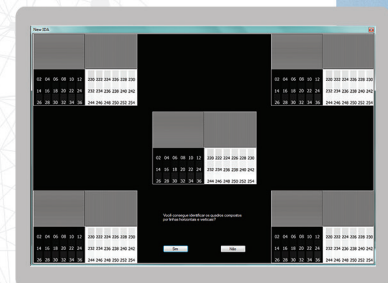 New SDA
02 04 06 08 10 12 220 222 224 226 228 230
14 16 18 20 22 24 232 234 236 238 240 242
26 28 30 32 34 36 244 246 248 250 252 254
02 04 06 08 10 12 220 222 224 226 228 230
14 16 18 20 22 24 232 234 236 238 240 242
26 28 30 32 34 36 244 246 248 250 252 254
02 04 06 08 10 12 220 222 224 226 228 230
14 16 18 20 22 24 232 234 236 238 240 242
26 28 30 32 34 36 244 246 248 250 252 254
Você consegue identificar os quadros compostos
por linhas horizontais e verticais?
Sim Não
02 04 06 08 10 12 220 222 224 226 228 230
14 16 18 20 22 24 232 234 236 238 240 242
26 28 30 32 34 36 244 246 248 250 252 254
02 04 06 08 10 12 220 222 224 226 228 230
14 16 18 20 22 24 232 234 236 238 240 242
26 28 30 32 34 36 244 246 248 250 252 254